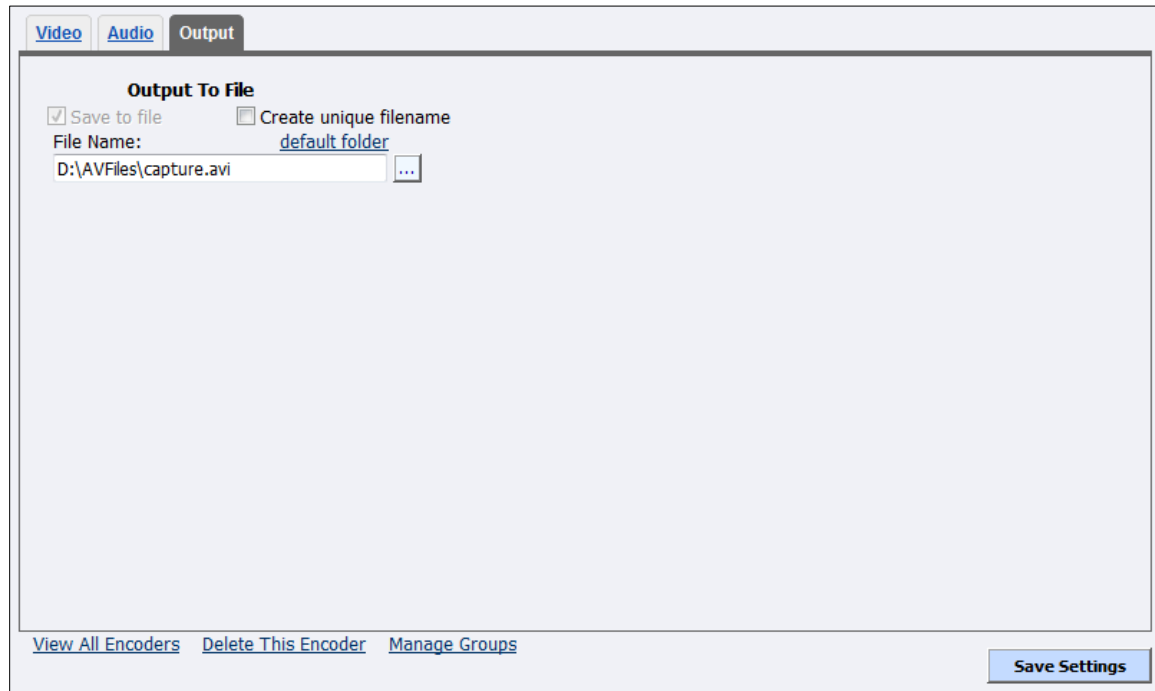 Video Audio Output
Output To File
Save to file Create unique filename
File Name: default folder
D:\AVFiles\capture.avi ...
View All Encoders Delete This Encoder Manage Groups
Save Settings